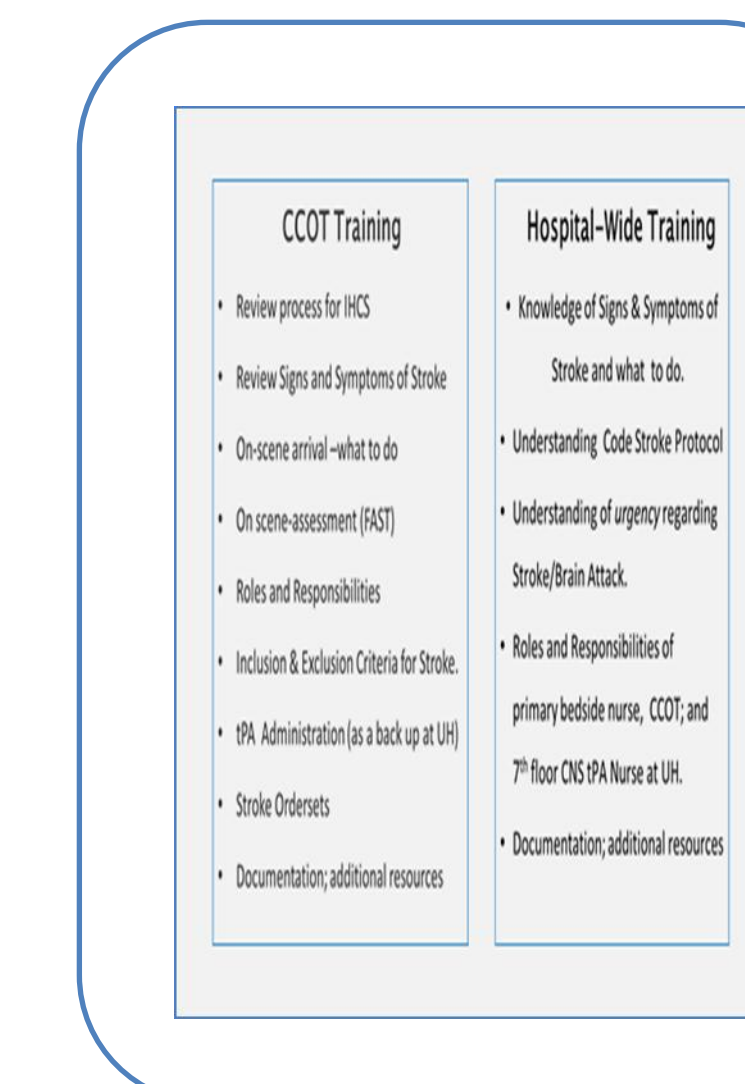 CCOT Training
• Review process for IHCS
• Review Signs and Symptoms of Stroke
• On-scene arrival –what to do
• On scene-assessment (FAST)
• Roles and Responsibilities
• Inclusion & Exclusion Criteria for Stroke.
• tPA Administration (as a back up at UH)
• Stroke Ordersets
• Documentation; additional resources
Hospital–Wide Training
• Knowledge of Signs & Symptoms of
Stroke and what to do.
• Understanding Code Stroke Protocol
• Understanding of urgency regarding
Stroke/Brain Attack.
• Roles and Responsibilities of
primary bedside nurse, CCOT; and
7th floor CNS tPA Nurse at UH.
• Documentation; additional resources